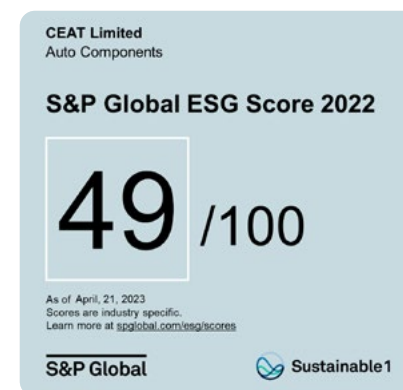 CEAT Limited
Auto Components
S&P Global ESG Score 2022
49 /100
As of April, 21, 2023
Scores are industry specific.
Learn more at spglobal.com/esg/scores
S&P Global
Sustainable1